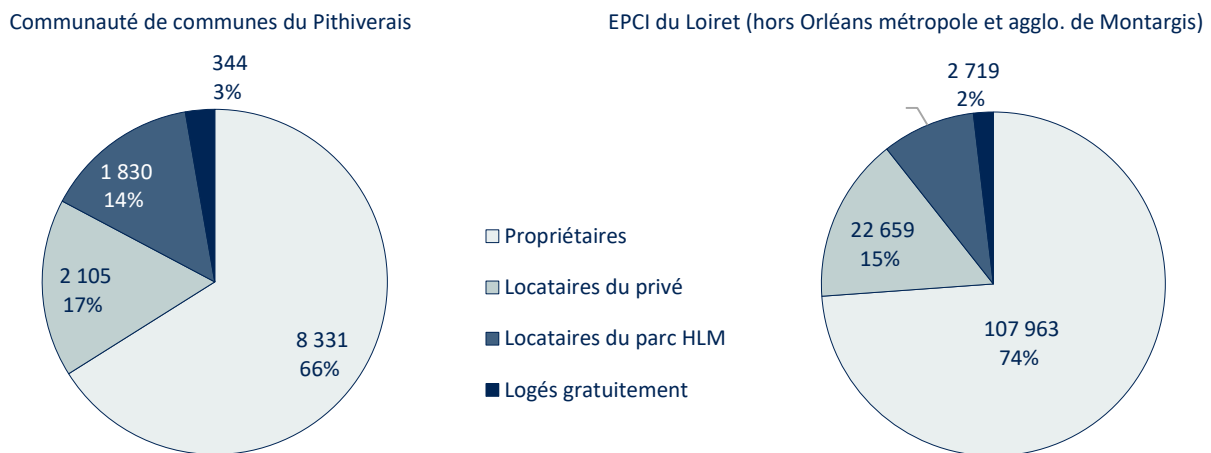 Communauté de communes du Pithiverais
344
3%
1 830
14%
2 105
17%
8 331
66%
Propriétaires
Locataires du privé
Locataires du parc HLM
Logés gratuitement
EPCI du Loiret (hors Orléans métropole et agglo. de Montargis)
2 719
2%
22 659
15%
107 963
74%